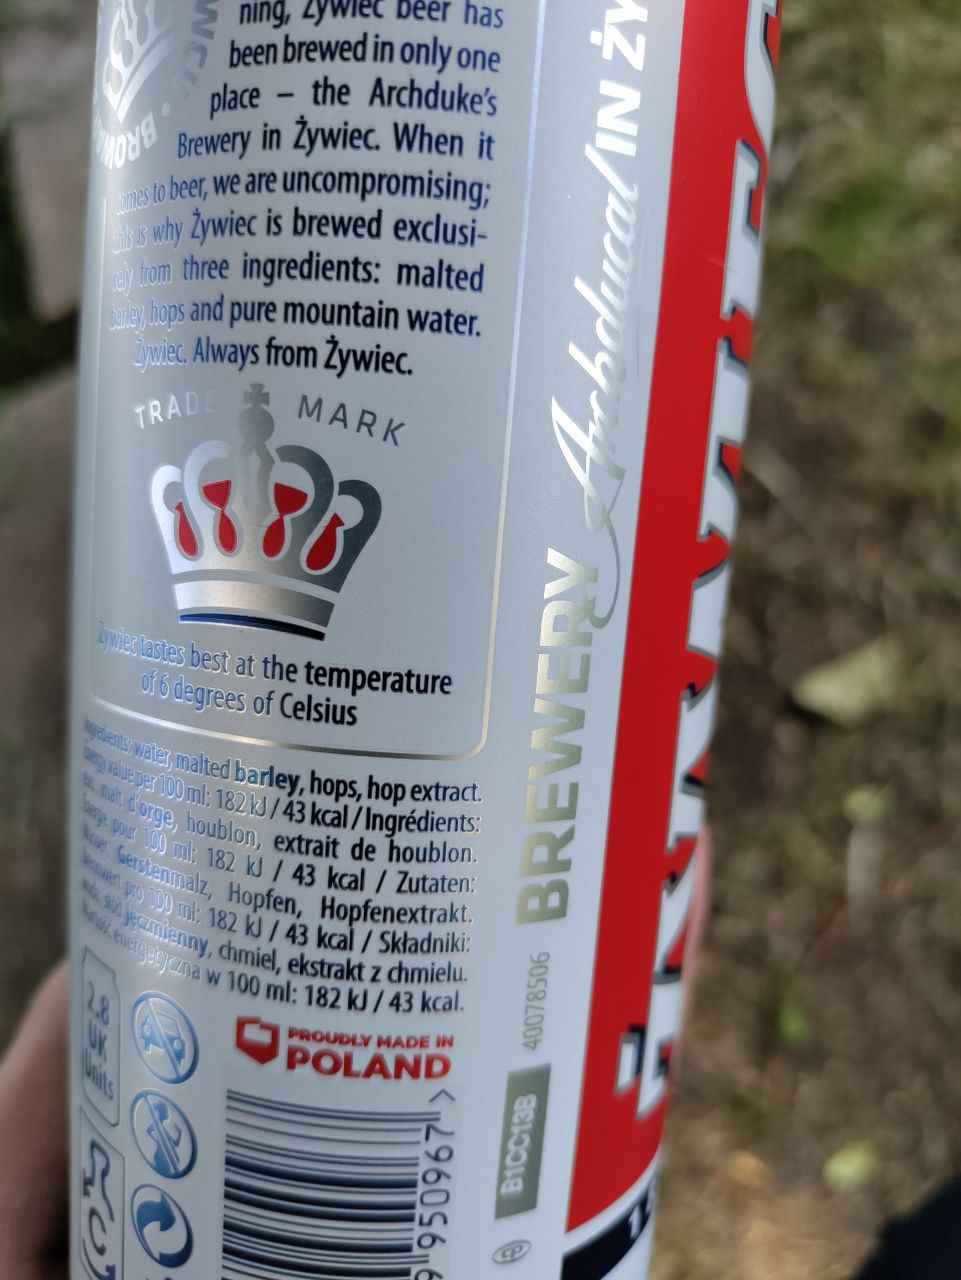 ning, Żywiec beer has
been brewed in only one
place – the Archduke's
Brewery in Żywiec. When it
comes to beer, we are uncompromising;
this is why Żywiec is brewed exclusi-
vely from three ingredients: malted
barley, hops and pure mountain water.
Żywiec. Always from Żywiec.
TRADE MARK
Żywiec tastes best at the temperature
of 6 degrees of Celsius
Ingredients: water, malted barley, hops, hop extract.
Energy value per 100 ml: 182 kJ / 43 kcal / Ingrédients:
eau, malt d'orge, houblon, extrait de houblon.
Énergie pour 100 ml: 182 kJ / 43 kcal / Zutaten:
Wasser, Gerstenmalz, Hopfen, Hopfenextrakt.
Brennwert pro 100 ml: 182 kJ / 43 kcal / Składniki:
woda, słód jęczmienny, chmiel, ekstrakt z chmielu.
Wartość energetyczna w 100 ml: 182 kJ / 43 kcal.
2.8
UK
Units
PROUDLY MADE IN
POLAND
950967
BREWERY Archducal IN ŻY
40078506
B1CC13B